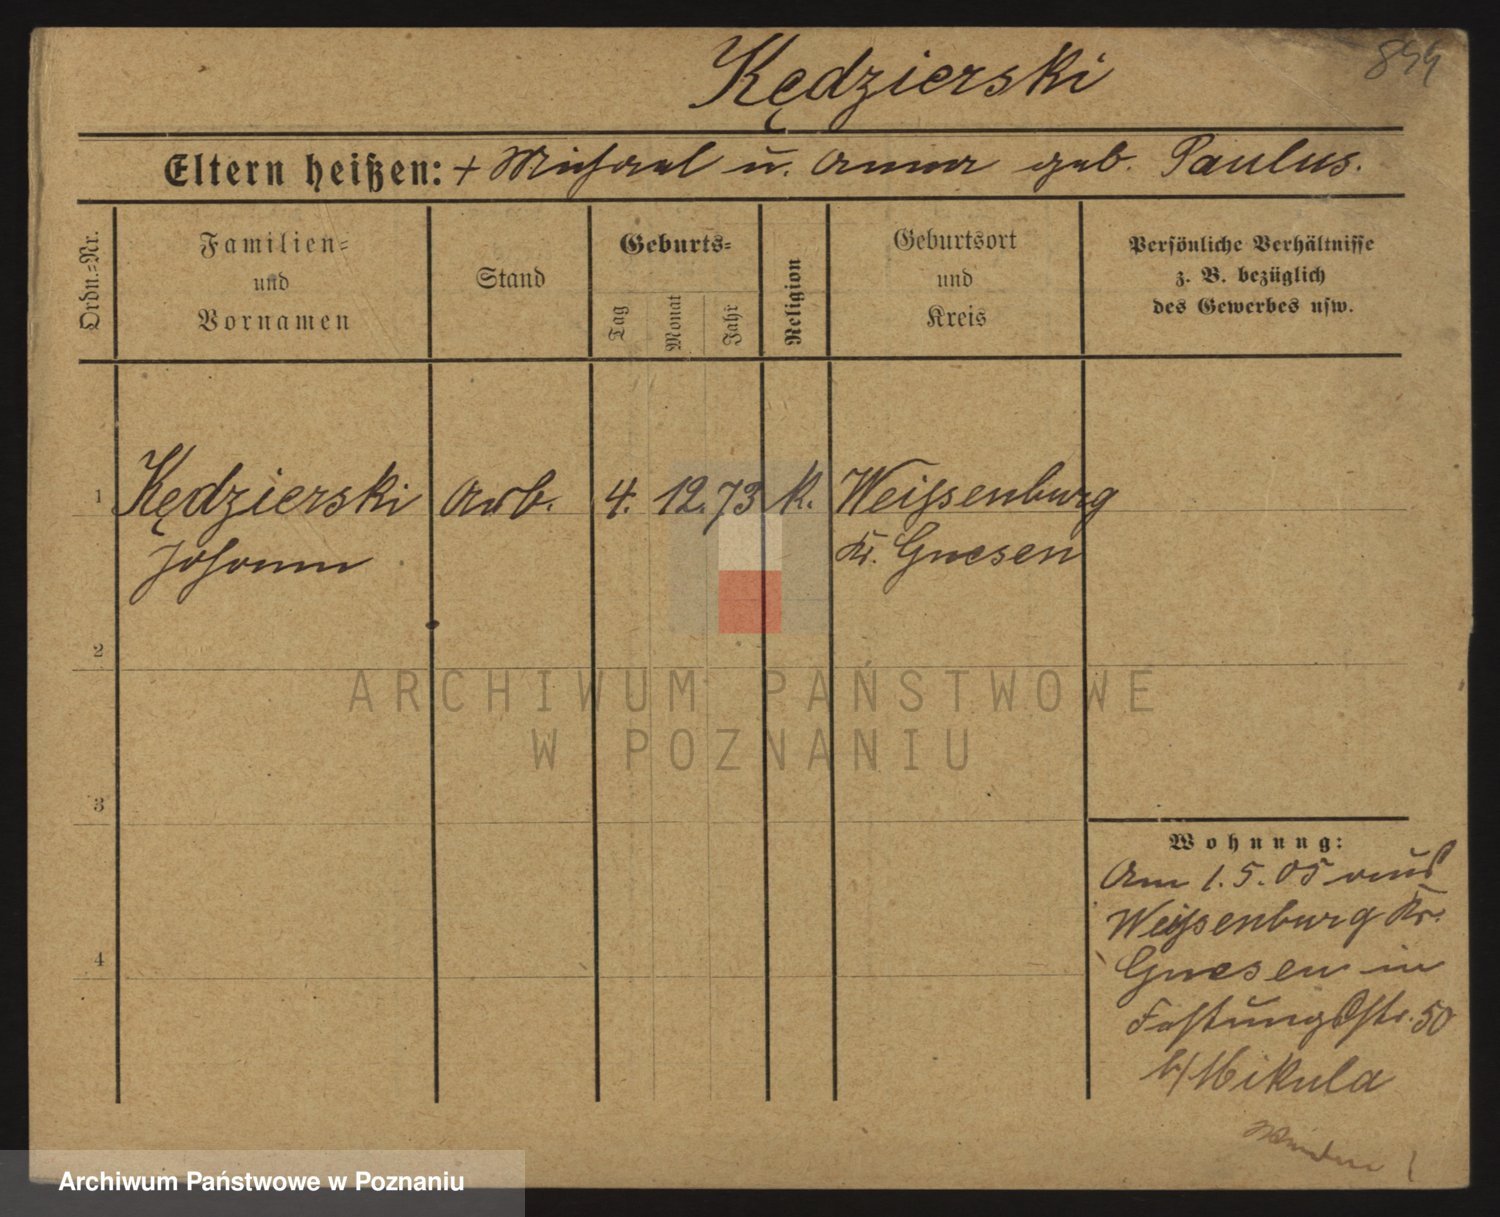 Kędzierski
844
Eltern heißen: + Michael u. Anna geb. Paulus.
Ordn.=Nr.
Familien=
und
Vornamen
Stand
Geburts=
Tag
Monat
Jahr
Religion
Geburtsort
und
Kreis
Persönliche Verhältnisse
z. B. bezüglich
des Gewerbes usw.
1 Kędzierski Arb. 4. 12. 73 K. Weissenburg
Johann Kr. Gnesen
2
3
4
Wohnung:
Am 1.5.05 aus
Weissenburg Kr.
Gnesen in
Festungsstr. 50
b/Mikula
ARCHIWUM PAŃSTWOWE
W POZNANIU
Archiwum Państwowe w Poznaniu